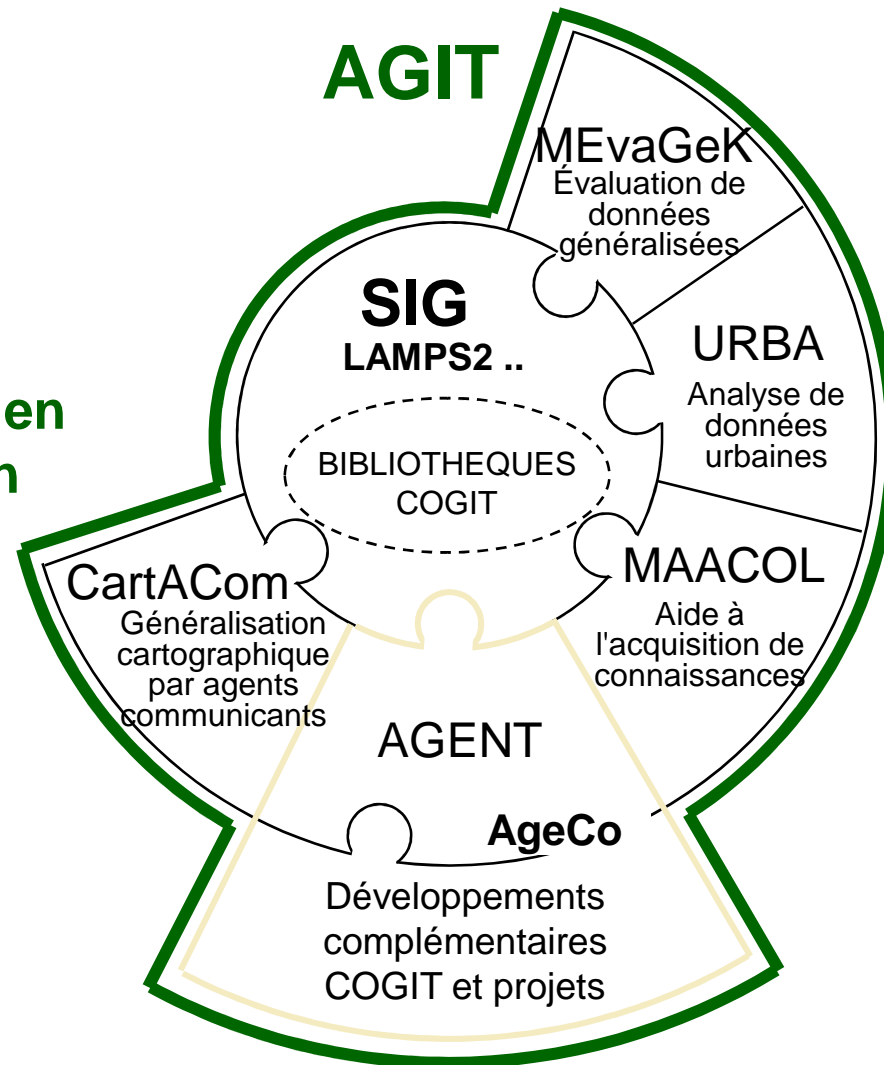 AGIT
MEvaGeK
Évaluation de
données
généralisées
SIG
LAMPS2 ..
URBA
Analyse de
données
urbaines
en
n
BIBLIOTHEQUES
COGIT
CartACom
Généralisation
cartographique
par agents
communicants
MAACOL
Aide à
l'acquisition de
connaissances
AGENT
AgeCo
Développements
complémentaires
COGIT et projets